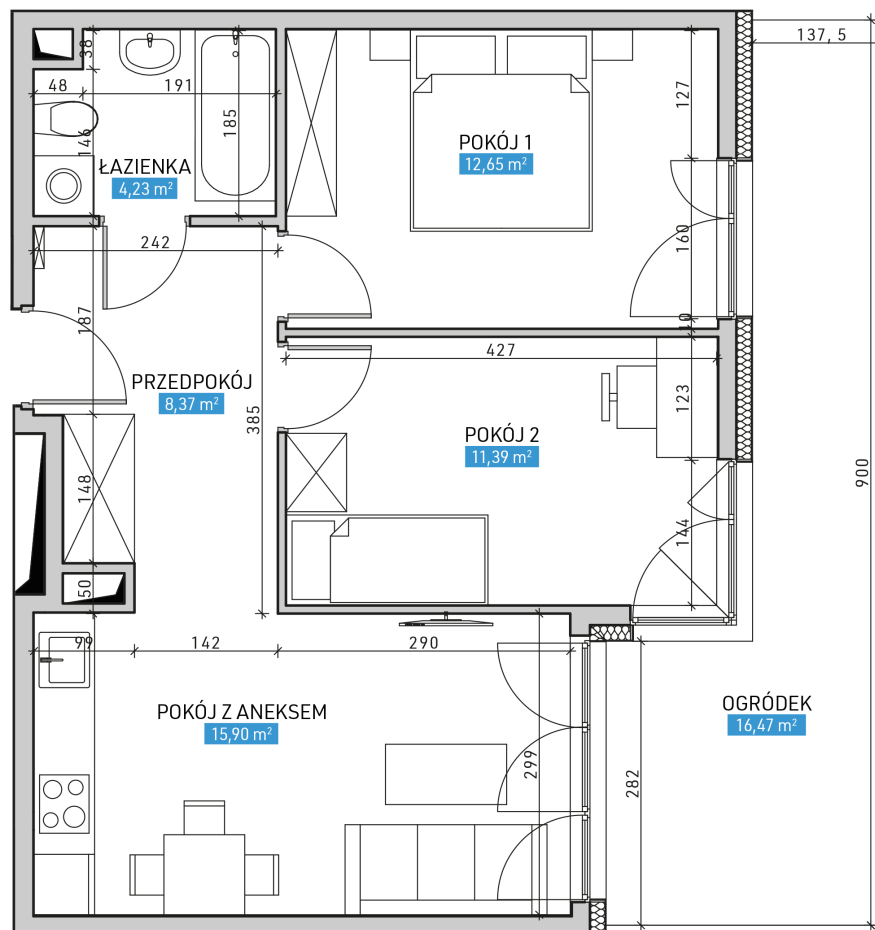 137, 5
38
48
191
127
185
146
POKÓJ 1
12,65 m²
ŁAZIENKA
4,23 m²
242
160
187
10
427
PRZEDPOKÓJ
8,37 m²
123
385
POKÓJ 2
11,39 m²
148
900
144
50
99
142
290
POKÓJ Z ANEKSEM
15,90 m²
OGRÓDEK
16,47 m²
299
282